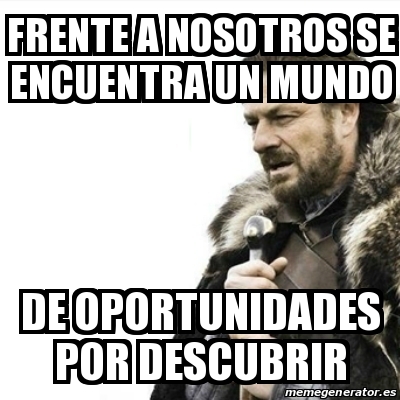 FRENTE A NOSOTROS SE
ENCUENTRA UN MUNDO
DE OPORTUNIDADES
POR DESCUBRIR
memegenerator.es